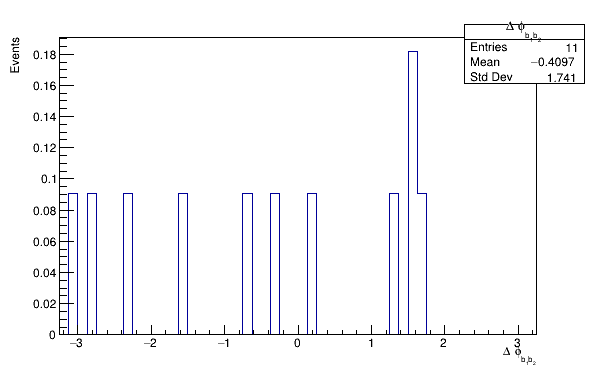 Δ ϕ b₁b₂
Entries 11
Mean −0.4097
Std Dev 1.741
Events
0.18
0.16
0.14
0.12
0.1
0.08
0.06
0.04
0.02
0
−3 −2 −1 0 1 2 3
Δ ϕ b₁b₂